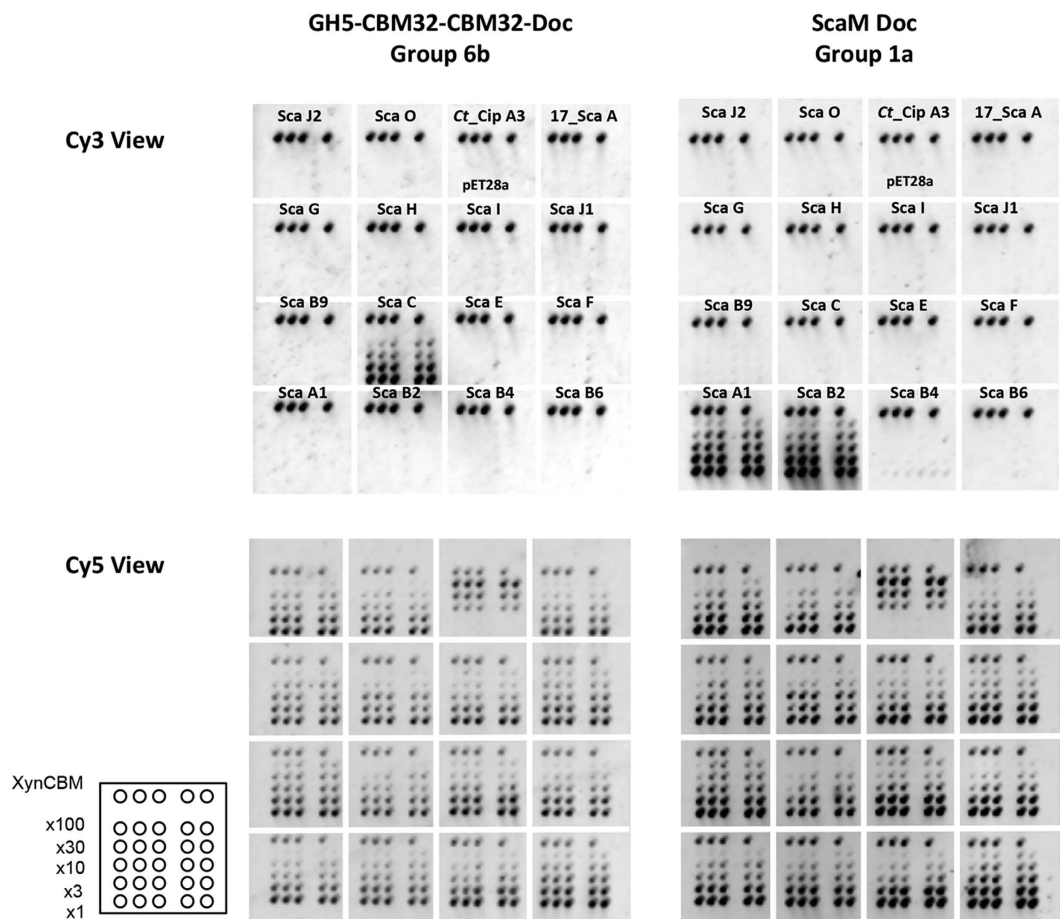 GH5-CBM32-CBM32-Doc
Group 6b
ScaM Doc
Group 1a
Cy3 View
Sca J2 Sca O Ct_Cip A3 17_Sca A
pET28a
Sca G Sca H Sca I Sca J1
Sca B9 Sca C Sca E Sca F
Sca A1 Sca B2 Sca B4 Sca B6
Sca J2 Sca O Ct_Cip A3 17_Sca A
pET28a
Sca G Sca H Sca I Sca J1
Sca B9 Sca C Sca E Sca F
Sca A1 Sca B2 Sca B4 Sca B6
Cy5 View
XynCBM
x100
x30
x10
x3
x1